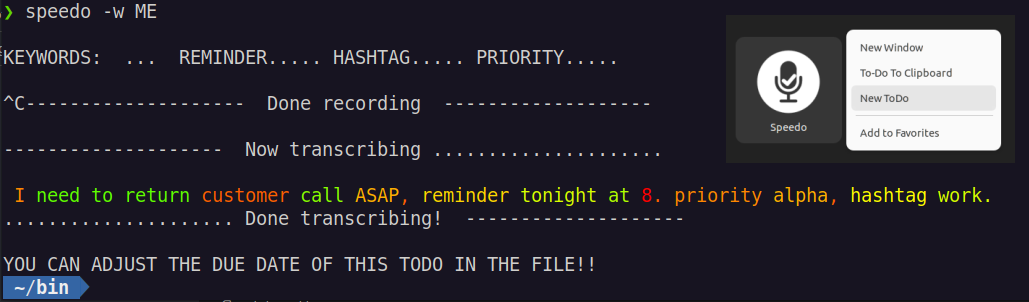 ❯ speedo -w ME
KEYWORDS:  ...  REMINDER..... HASHTAG..... PRIORITY.....
^C--------------------  Done recording  -------------------
--------------------  Now transcribing .....................
I need to return customer call ASAP, reminder tonight at 8. priority alpha, hashtag work.
..................... Done transcribing!  --------------------
YOU CAN ADJUST THE DUE DATE OF THIS TODO IN THE FILE!!
~/bin
Speedo
New Window
To-Do To Clipboard
New ToDo
Add to Favorites